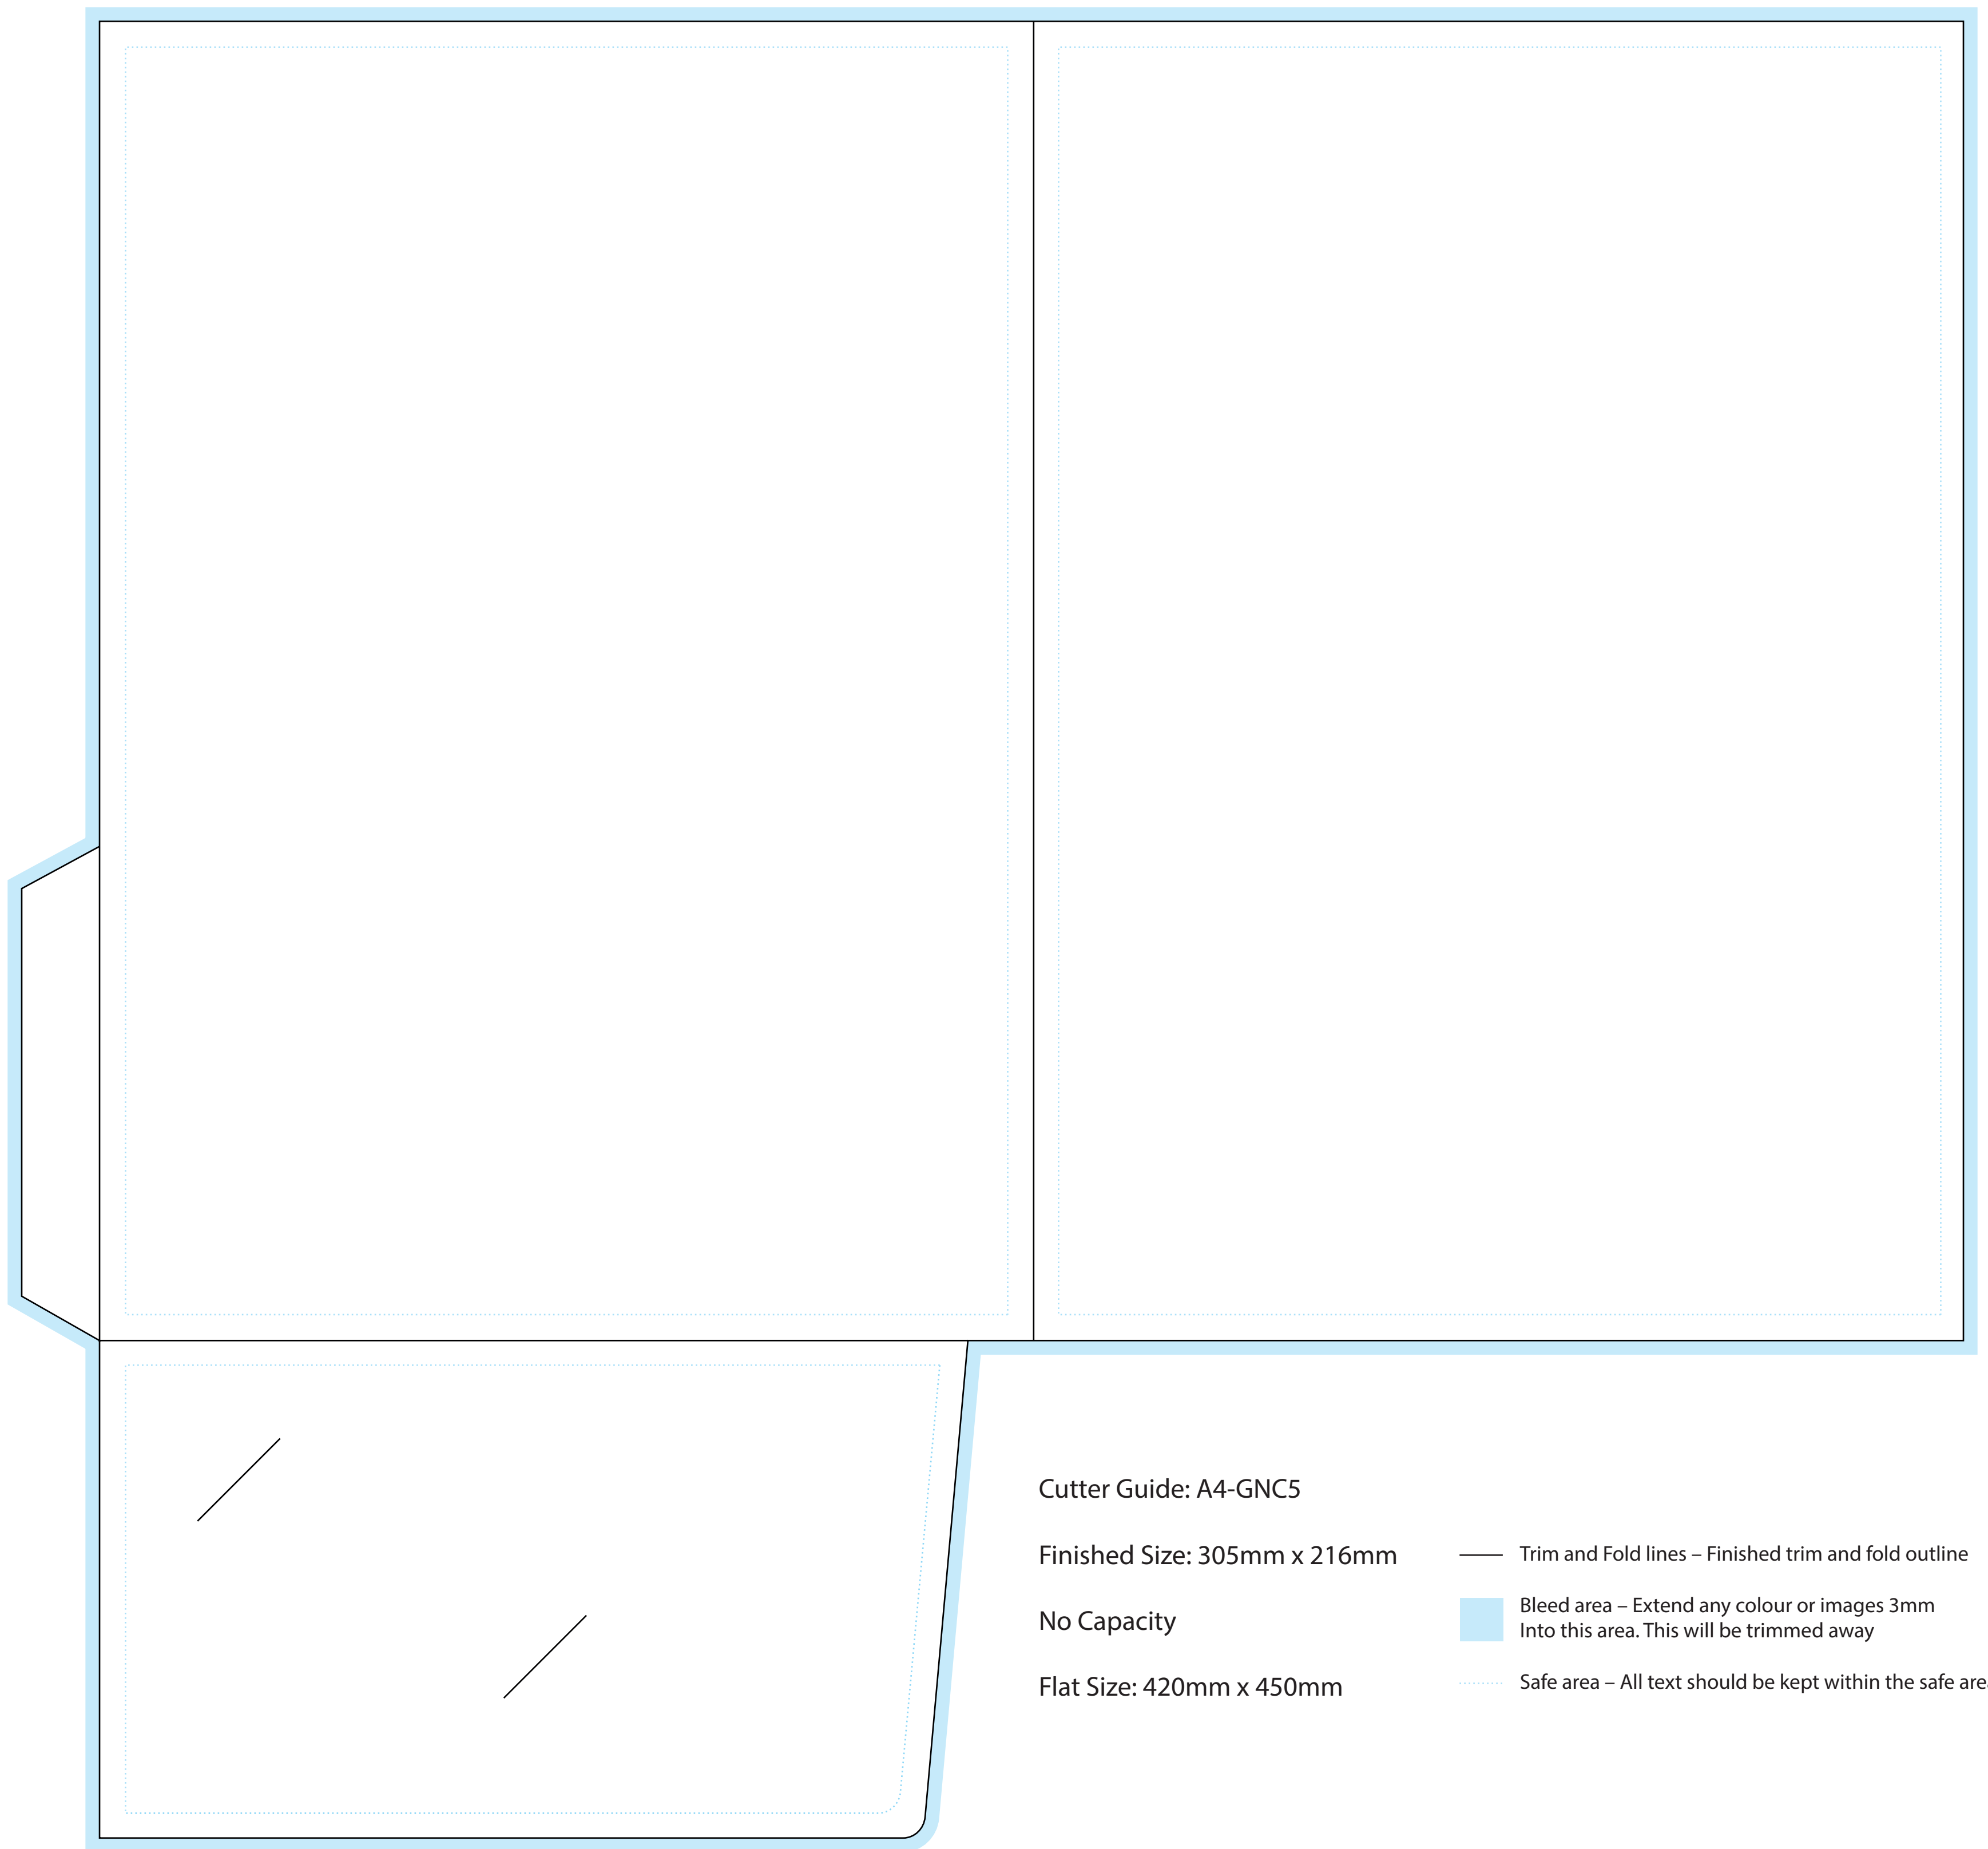 Cutter Guide: A4-GNC5
Finished Size: 305mm x 216mm
No Capacity
Flat Size: 420mm x 450mm
Trim and Fold lines – Finished trim and fold outline
Bleed area – Extend any colour or images 3mm
Into this area. This will be trimmed away
Safe area – All text should be kept within the safe are